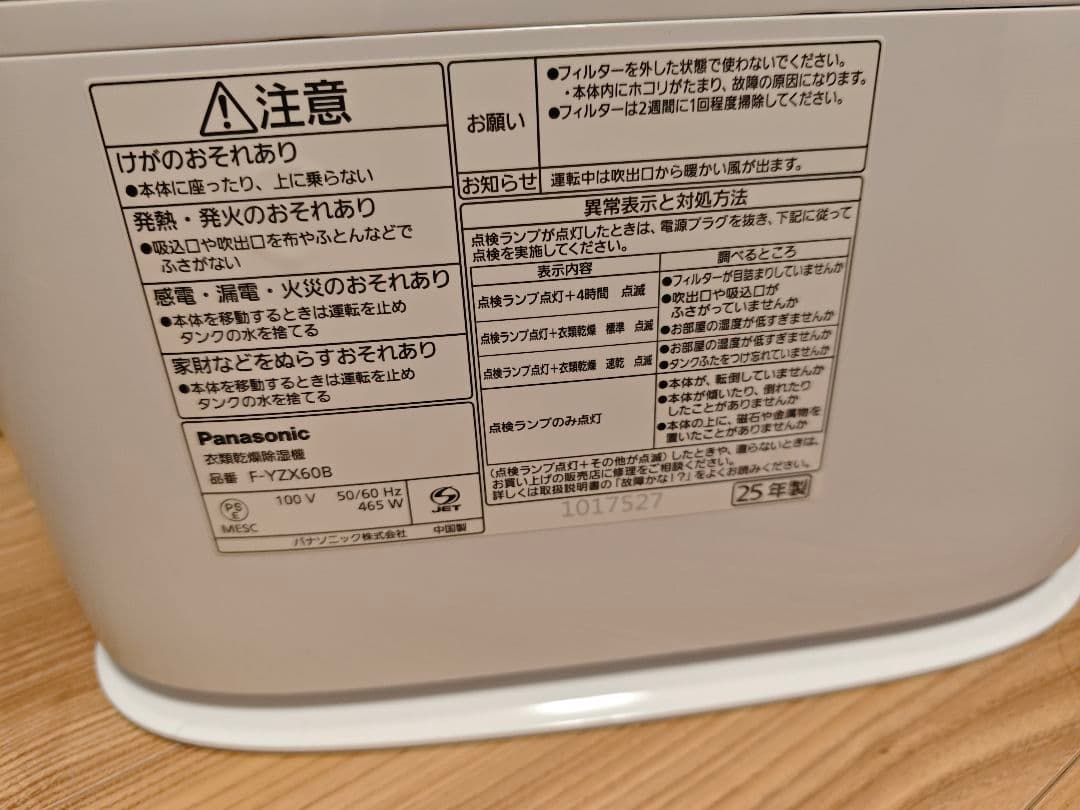 注意
けがのおそれあり
●本体に座ったり、上に乗らない
発熱・発火のおそれあり
●吸込口や吹出口を布やふとんなどで
ふさがない
感電・漏電・火災のおそれあり
●本体を移動するときは運転を止め
タンクの水を捨てる
家財などをぬらすおそれあり
●本体を移動するときは運転を止め
タンクの水を捨てる
Panasonic
衣類乾燥除湿機
品番 F-YZX60B
PS
E
MESC
100 V 50/60 Hz
465 W
S
JET
パナソニック株式会社 中国製
お願い
●フィルターを外した状態で使わないでください。
・本体内にホコリがたまり、故障の原因になります。
●フィルターは2週間に1回程度掃除してください。
お知らせ 運転中は吹出口から暖かい風が出ます。
異常表示と対処方法
点検ランプが点灯したときは、電源プラグを抜き、下記に従って
点検を実施してください。
表示内容 調べるところ
点検ランプ点灯+4時間 点滅
●フィルターが目詰まりしていませんか
●吹出口や吸込口が
ふさがっていませんか
●お部屋の湿度が低すぎませんか
点検ランプ点灯+衣類乾燥 標準 点滅
点検ランプ点灯+衣類乾燥 速乾 点滅
●お部屋の湿度が低すぎませんか
●タンクふたをつけ忘れていませんか
点検ランプのみ点灯
●本体が、転倒していませんか
●本体が傾いたり、倒れたり
したことがありませんか
●本体の上に、磁石や金属物を
置いたことがありませんか
(点検ランプ点灯+その他が点滅)したときや、直らないときは、
お買い上げの販売店に修理をご相談ください。
詳しくは取扱説明書の「故障かな!?」をよくお読みください。
1017527
25年製